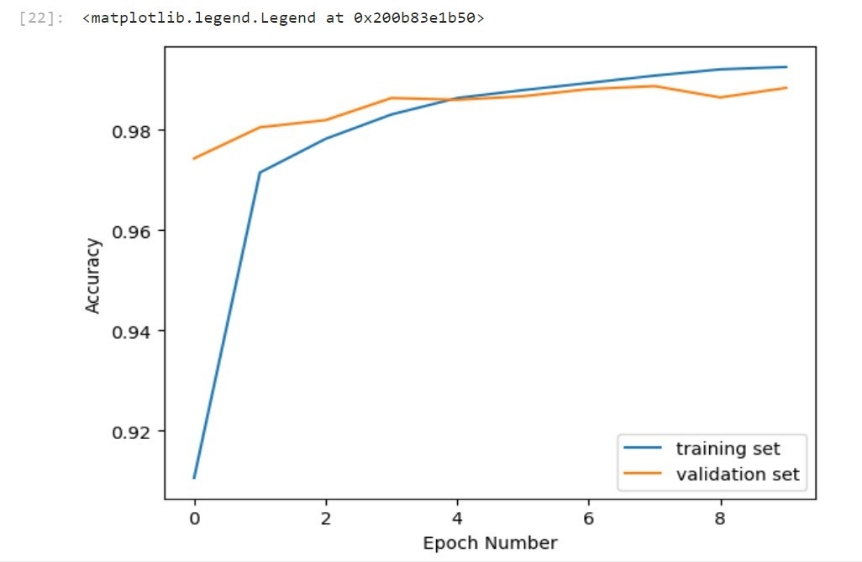 [22]: <matplotlib.legend.Legend at 0x200b83e1b50>
0.98
0.96
0.94
0.92
Accuracy
training set
validation set
0 2 4 6 8
Epoch Number